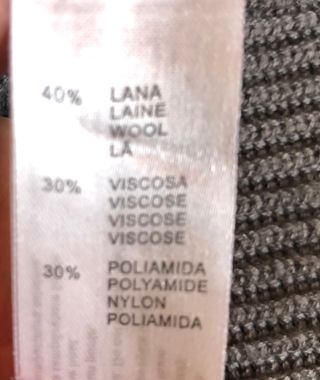 40% LANA
LAINE
WOOL
LÃ
30% VISCOSA
VISCOSE
VISCOSE
VISCOSE
30% POLIAMIDA
POLYAMIDE
NYLON
POLIAMIDA